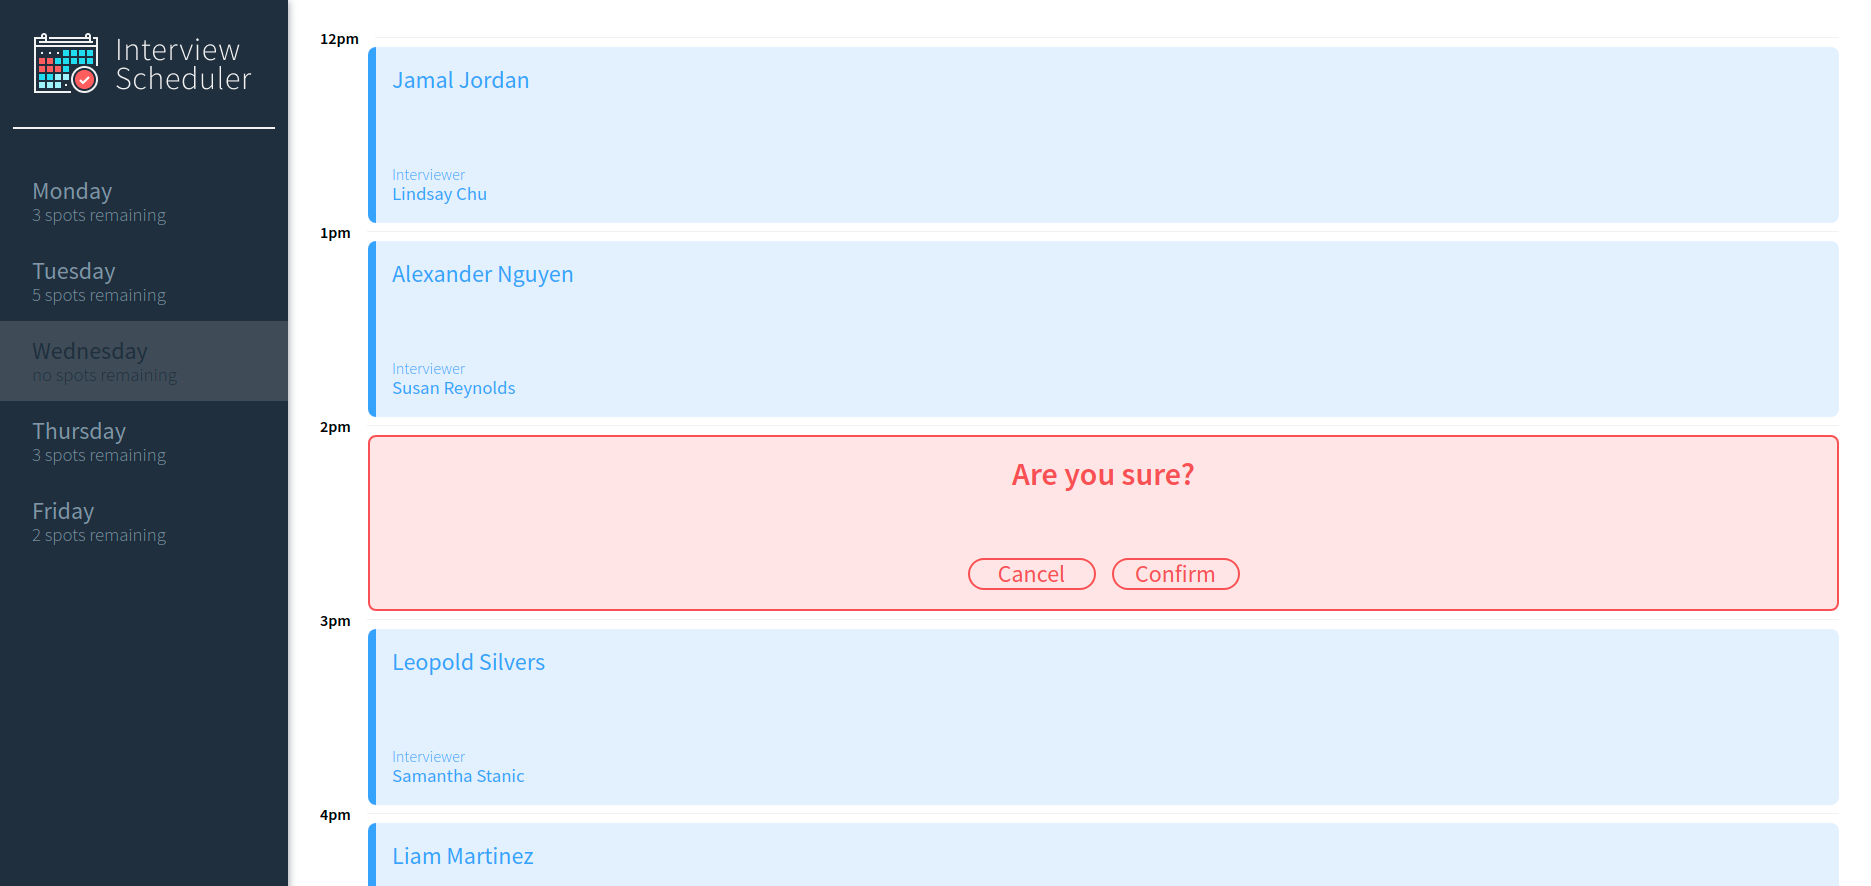 Interview
Scheduler
Monday
3 spots remaining
Tuesday
5 spots remaining
Wednesday
no spots remaining
Thursday
3 spots remaining
Friday
2 spots remaining
12pm
Jamal Jordan
Interviewer
Lindsay Chu
1pm
Alexander Nguyen
Interviewer
Susan Reynolds
2pm
Are you sure?
Cancel Confirm
3pm
Leopold Silvers
Interviewer
Samantha Stanic
4pm
Liam Martinez